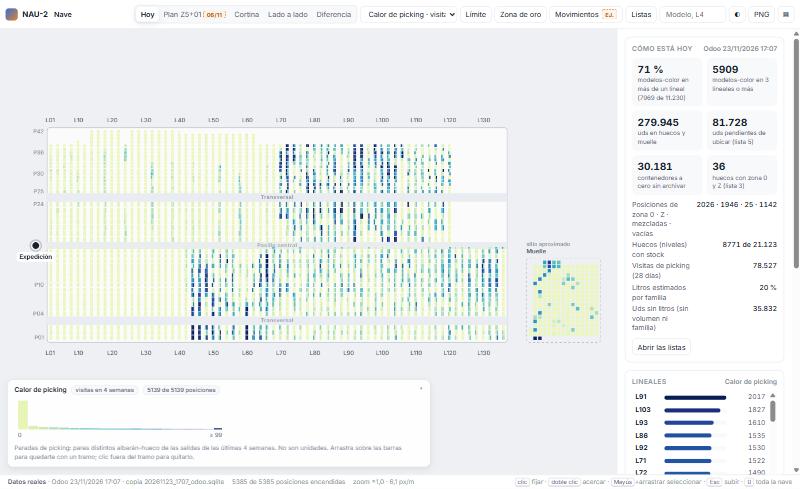 NAU-2 Nave
Hoy Plan Z5+01 05/11 Cortina Lado a lado Diferencia
Calor de picking · visita Límite Zona de oro Movimientos EJ. Listas Modelo, L4 PNG
CÓMO ESTÁ HOY Odoo 23/11/2026 17:07
71 %
modelos-color en más de un lineal (7969 de 11.230)
5909
modelos-color en 3 lineales o más
279.945
uds en huecos y muelle
81.728
uds pendientes de ubicar (lista 5)
30.181
contenedores a cero sin archivar
36
huecos con zona 0 y Z (lista 3)
Posiciones de zona 0 · Z · mezcladas · vacías 2026 · 1946 · 25 · 1142
Huecos (niveles) con stock 8771 de 21.123
Visitas de picking (28 días) 78.527
Litros estimados por familia 20 %
Uds sin litros (sin volumen ni familia) 35.832
Abrir las listas
LINEALES Calor de picking
L91 2017
L103 1827
L93 1610
L86 1535
L92 1530
L71 1522
L72 1490
L01 L10 L20 L30 L40 L50 L60 L70 L80 L90 L100 L110 L120 L130
P42
P36
P30
P25
Transversal
P24
Pasillo central
Expedición
P10
P04
Transversal
P01
L01 L10 L20 L30 L40 L50 L60 L70 L80 L90 L100 L110 L120 L130
sitio aproximado
Muelle
Calor de picking visitas en 4 semanas 5139 de 5139 posiciones
0 ≥ 99
Paradas de picking: pares distintos albarán-hueco de las salidas de las últimas 4 semanas. No son unidades. Arrastra sobre las barras
para quedarte con un tramo; clic fuera del tramo para quitarlo.
Datos reales · Odoo 23/11/2026 17:07 · copia 20261123_1707_odoo.sqlite 5385 de 5383 posiciones encendidas zoom ×1,0 · 6,1 px/m
clic fijar · doble clic acercar · Mayús +arrastrar seleccionar · Esc subir · 0 toda la nave